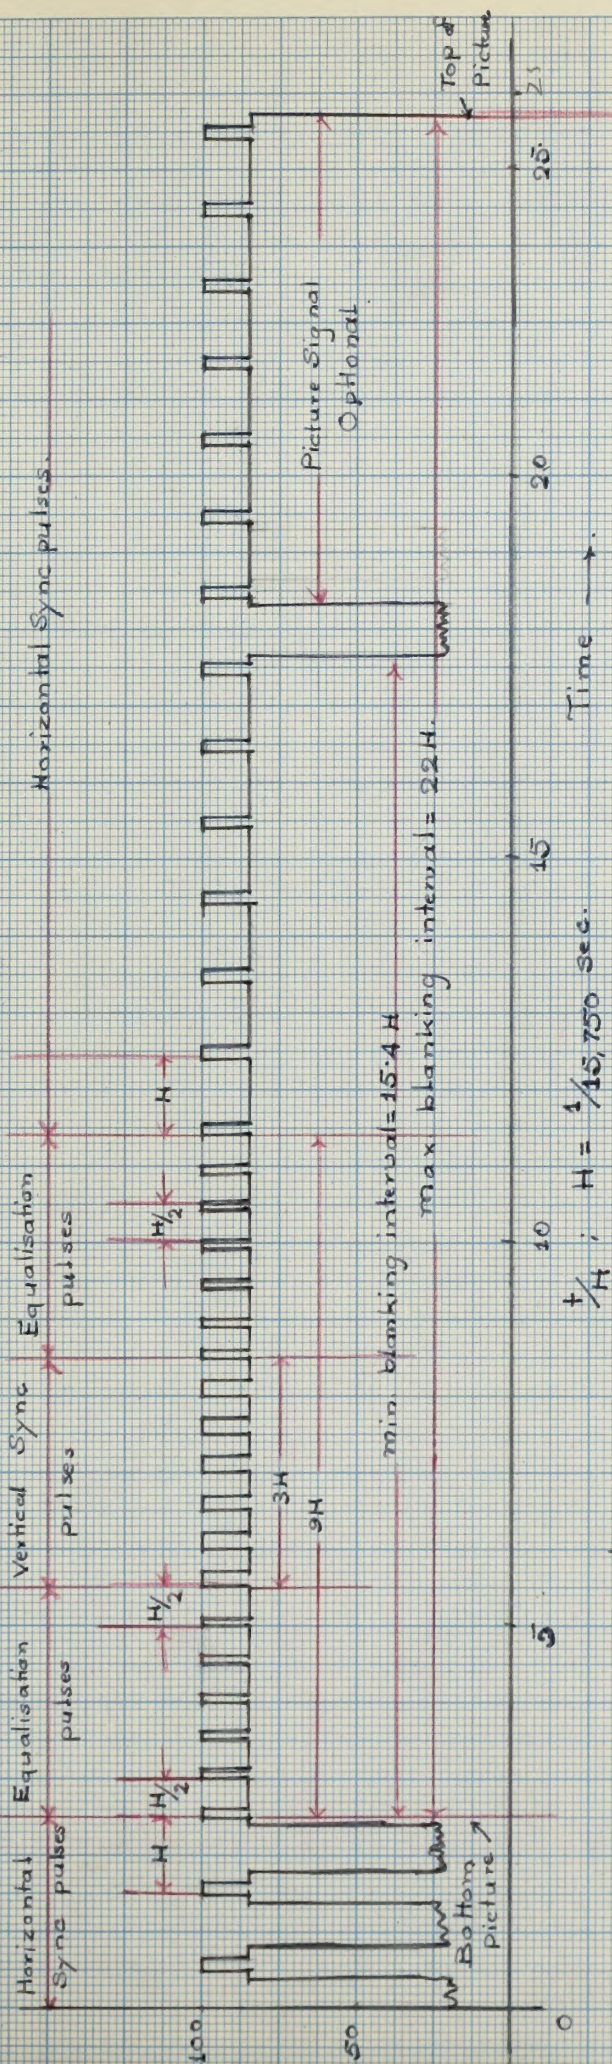 Horizontal
Sync pulses
Equalisation
pulses
Vertical Sync
pulses
Equalisation
pulses
Horizontal Sync pulses.
H
H/2
H/2
H/2
H
3H
9H
Picture Signal
Optional
min. blanking interval = 15.4 H
max. blanking interval = 22H.
Bottom
picture
Top of
Picture
100
50
0
5
10
15
20
25
25
t/H ; H = 1/15,750 sec.
Time